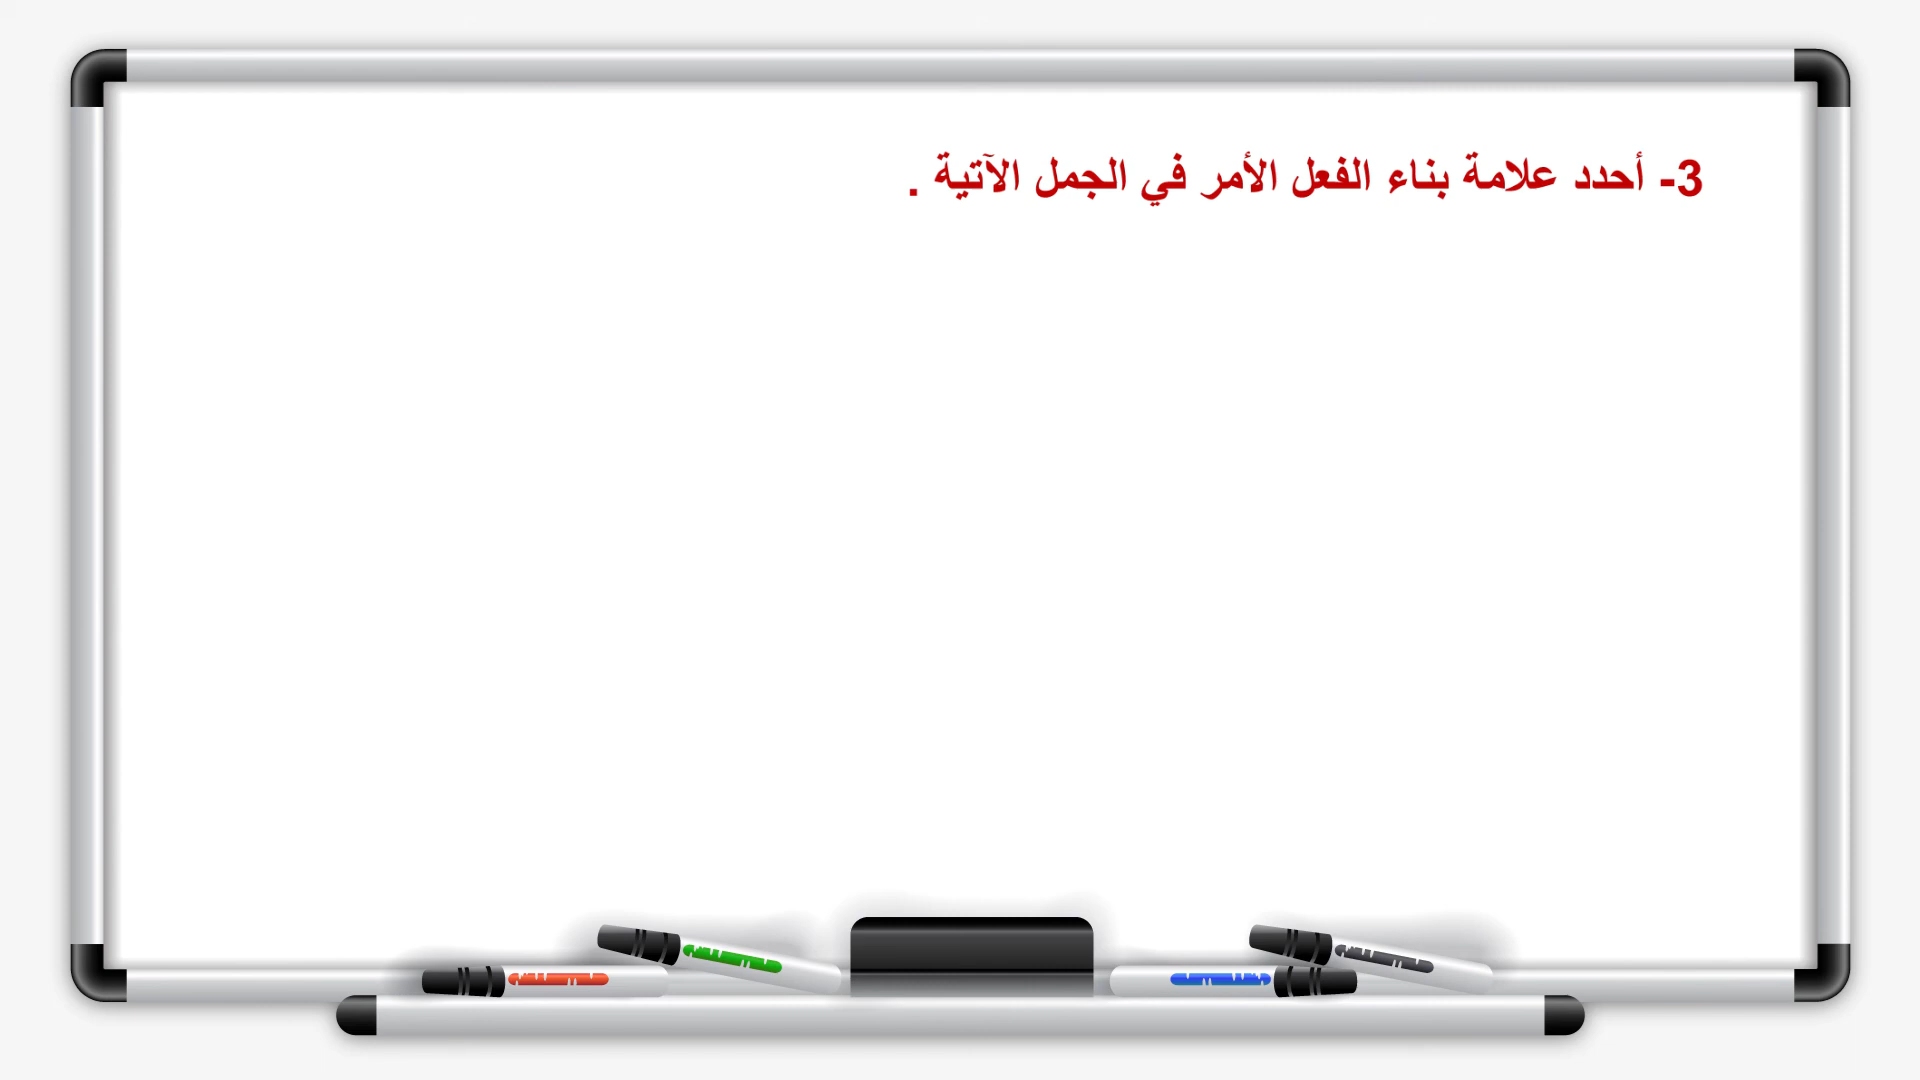 3- أحدد علامة بناء الفعل الأمر في الجمل الآتية .